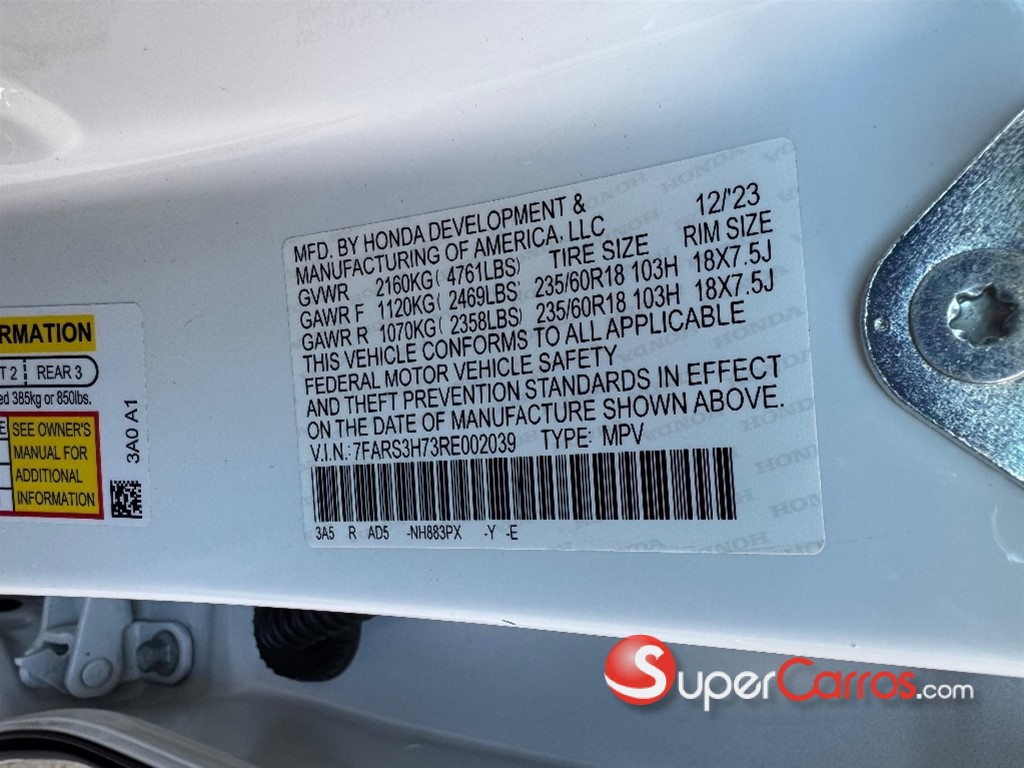 MFD. BY HONDA DEVELOPMENT & 12/'23
MANUFACTURING OF AMERICA, LLC
TIRE SIZE RIM SIZE
GVWR 2160KG( 4761LBS)
GAWR F 1120KG( 2469LBS) 235/60R18 103H 18X7.5J
GAWR R 1070KG( 2358LBS) 235/60R18 103H 18X7.5J
THIS VEHICLE CONFORMS TO ALL APPLICABLE
FEDERAL MOTOR VEHICLE SAFETY
AND THEFT PREVENTION STANDARDS IN EFFECT
ON THE DATE OF MANUFACTURE SHOWN ABOVE.
V.I.N.: 7FARS3H73RE002039 TYPE: MPV
3A5 R AD5 -NH883PX -Y -E
HONDA
REAR 3
385kg or 850lbs.
SEE OWNER'S
MANUAL FOR
ADDITIONAL
INFORMATION
3A0 A1
SuperCarros.com